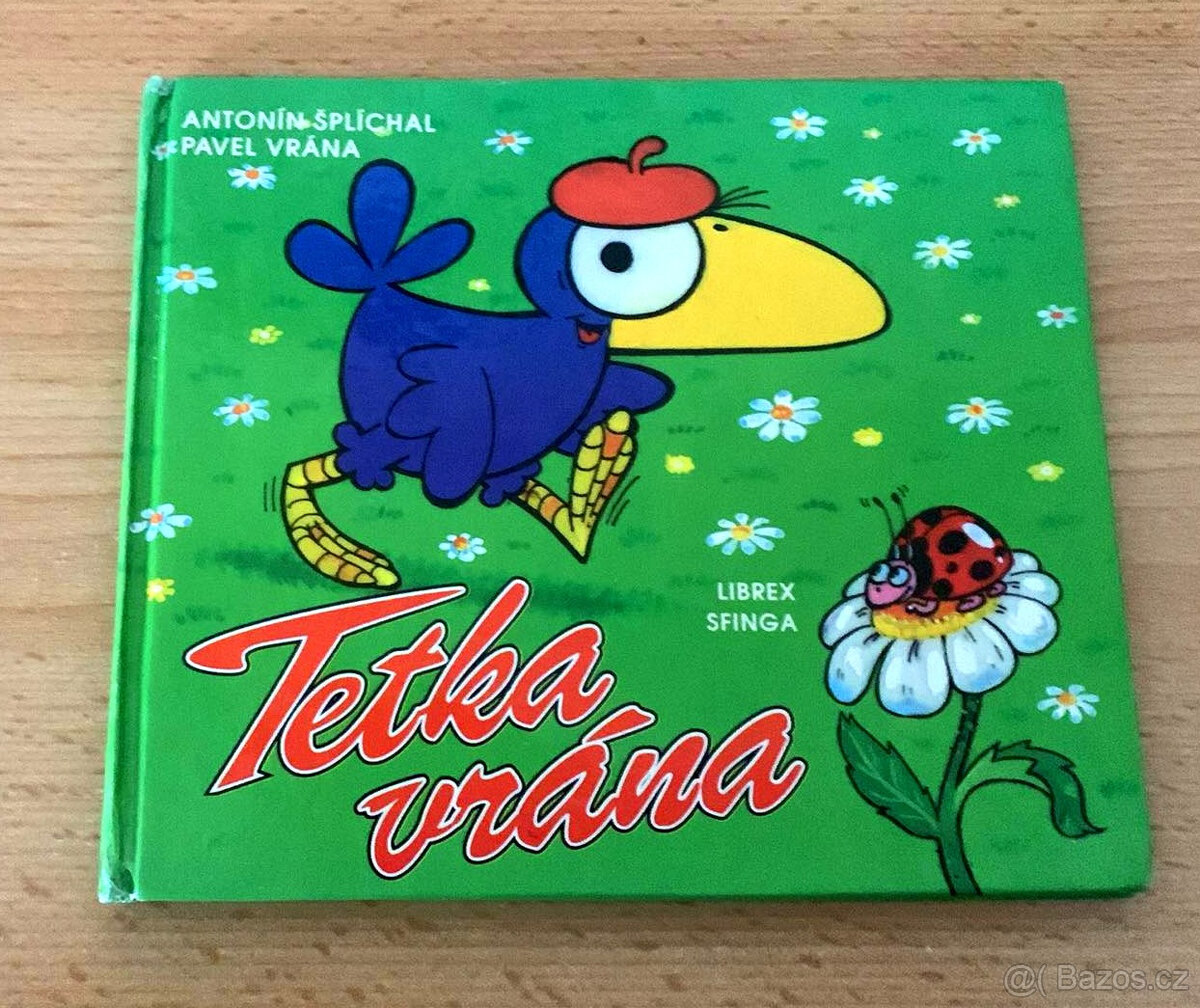 ANTONÍN ŠPLÍCHAL
PAVEL VRÁNA
LIBREX
SFINGA
Tetka
vrána
@( Bazos.cz